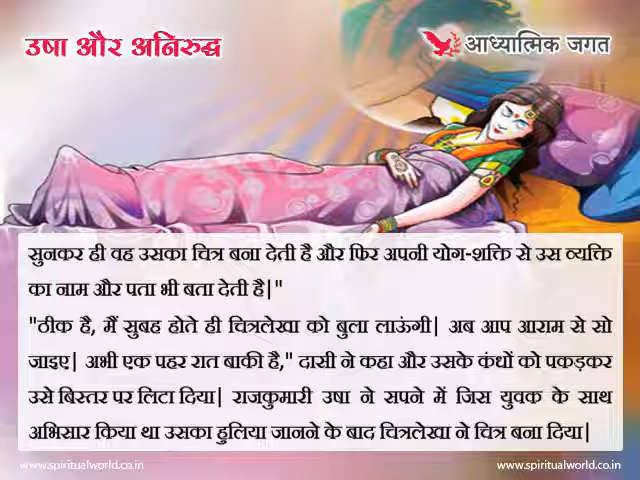 उषा और अनिरुद्ध
आध्यात्मिक जगत
सुनकर ही वह उसका चित्र बना देती है और फिर अपनी योग-शक्ति से उस व्यक्ति
का नाम और पता भी बता देती है|"
"ठीक है, मैं सुबह होते ही चित्रलेखा को बुला लाऊंगी| अब आप आराम से सो
जाइए| अभी एक पहर रात बाकी है," दासी ने कहा और उसके कंधों को पकड़कर
उसे बिस्तर पर लिटा दिया| राजकुमारी उषा ने सपने में जिस युवक के साथ
अभिसार किया था उसका हुलिया जानने के बाद चित्रलेखा ने चित्र बना दिया|
www.spiritualworld.co.in
www.spiritualworld.co.in